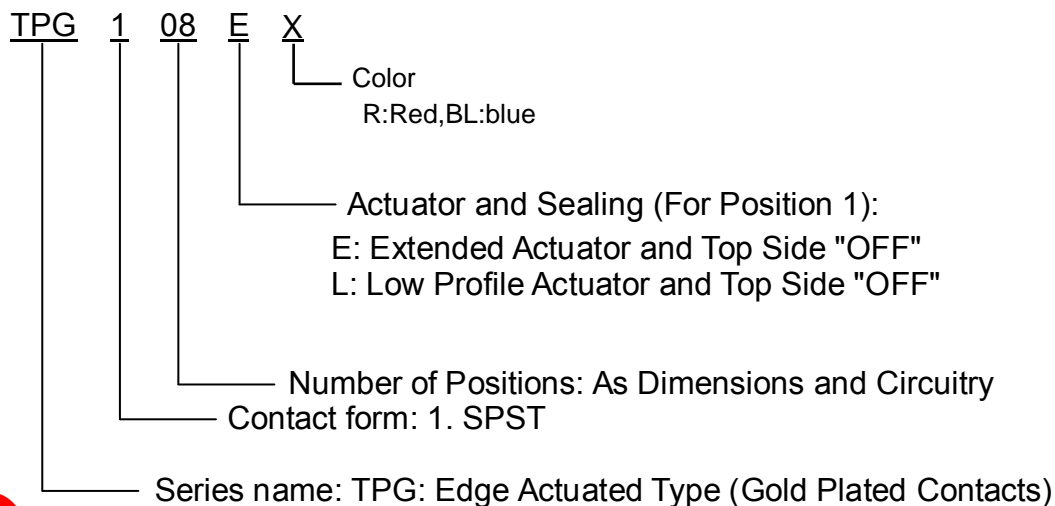 TPG 1 08 E X
Color
R:Red,BL:blue
Actuator and Sealing (For Position 1):
E: Extended Actuator and Top Side "OFF"
L: Low Profile Actuator and Top Side "OFF"
Number of Positions: As Dimensions and Circuitry
Contact form: 1. SPST
Series name: TPG: Edge Actuated Type (Gold Plated Contacts)